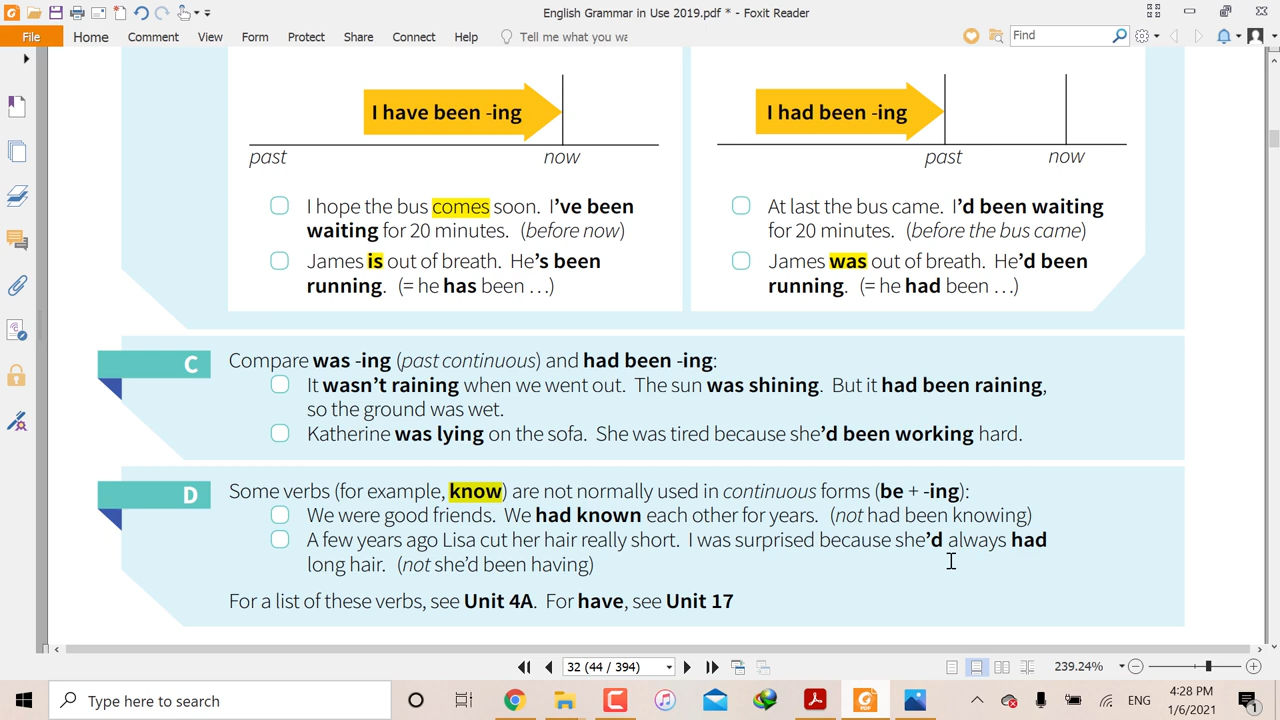 English Grammar in Use 2019.pdf * - Foxit Reader
File Home Comment View Form Protect Share Connect Help Tell me what you wa Find
I have been -ing
past now
I hope the bus comes soon. I've been
waiting for 20 minutes. (before now)
James is out of breath. He's been
running. (= he has been …)
I had been -ing
past now
At last the bus came. I'd been waiting
for 20 minutes. (before the bus came)
James was out of breath. He'd been
running. (= he had been …)
C
Compare was -ing (past continuous) and had been -ing:
It wasn't raining when we went out. The sun was shining. But it had been raining,
so the ground was wet.
Katherine was lying on the sofa. She was tired because she'd been working hard.
D
Some verbs (for example, know) are not normally used in continuous forms (be + -ing):
We were good friends. We had known each other for years. (not had been knowing)
A few years ago Lisa cut her hair really short. I was surprised because she'd always had
long hair. (not she'd been having)
For a list of these verbs, see Unit 4A. For have, see Unit 17
32 (44 / 394) 239.24%
Type here to search ENG 4:28 PM
1/6/2021
1